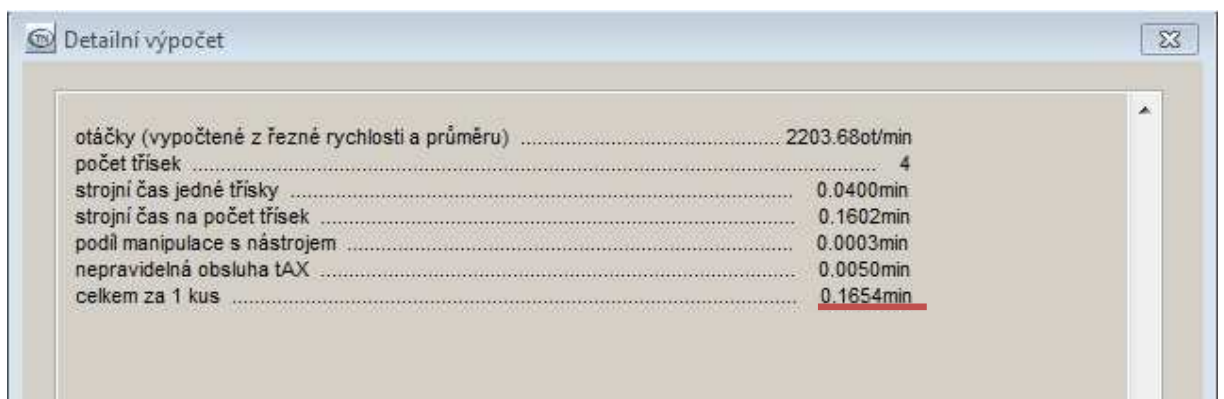 Detailní výpočet
otáčky (vypočtené z řezné rychlosti a průměru) ............................................ 2203.68ot/min
počet třísek ........................................................................................................................ 4
strojní čas jedné třísky ........................................................................................ 0.0400min
strojní čas na počet třísek ................................................................................... 0.1602min
podíl manipulace s nástrojem .............................................................................. 0.0003min
nepravidelná obsluha tAX ................................................................................... 0.0050min
celkem za 1 kus .................................................................................................. 0.1654min